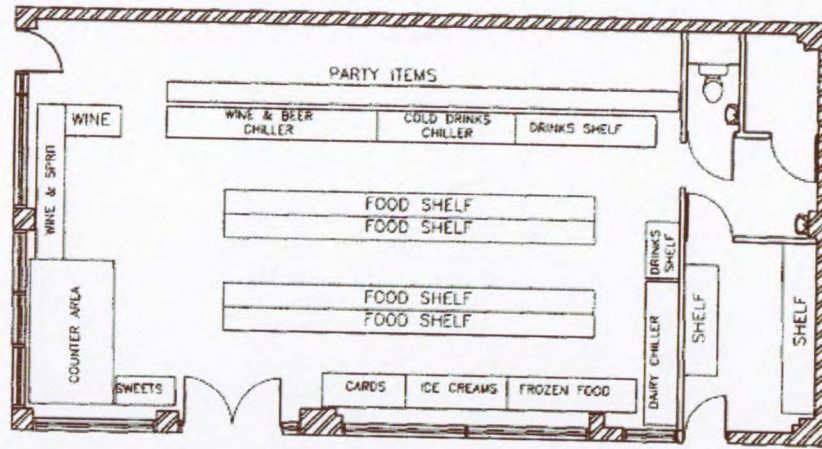 PARTY ITEMS
WINE
WINE & BEER
CHILLER
COLD DRINKS
CHILLER
DRINKS SHELF
WINE & SPRIT
FOOD SHELF
FOOD SHELF
DRINKS
SHELF
COUNTER AREA
FOOD SHELF
FOOD SHELF
DAIRY CHILLER
SHELF
SHELF
SWEETS
CARDS
ICE CREAMS
FROZEN FOOD